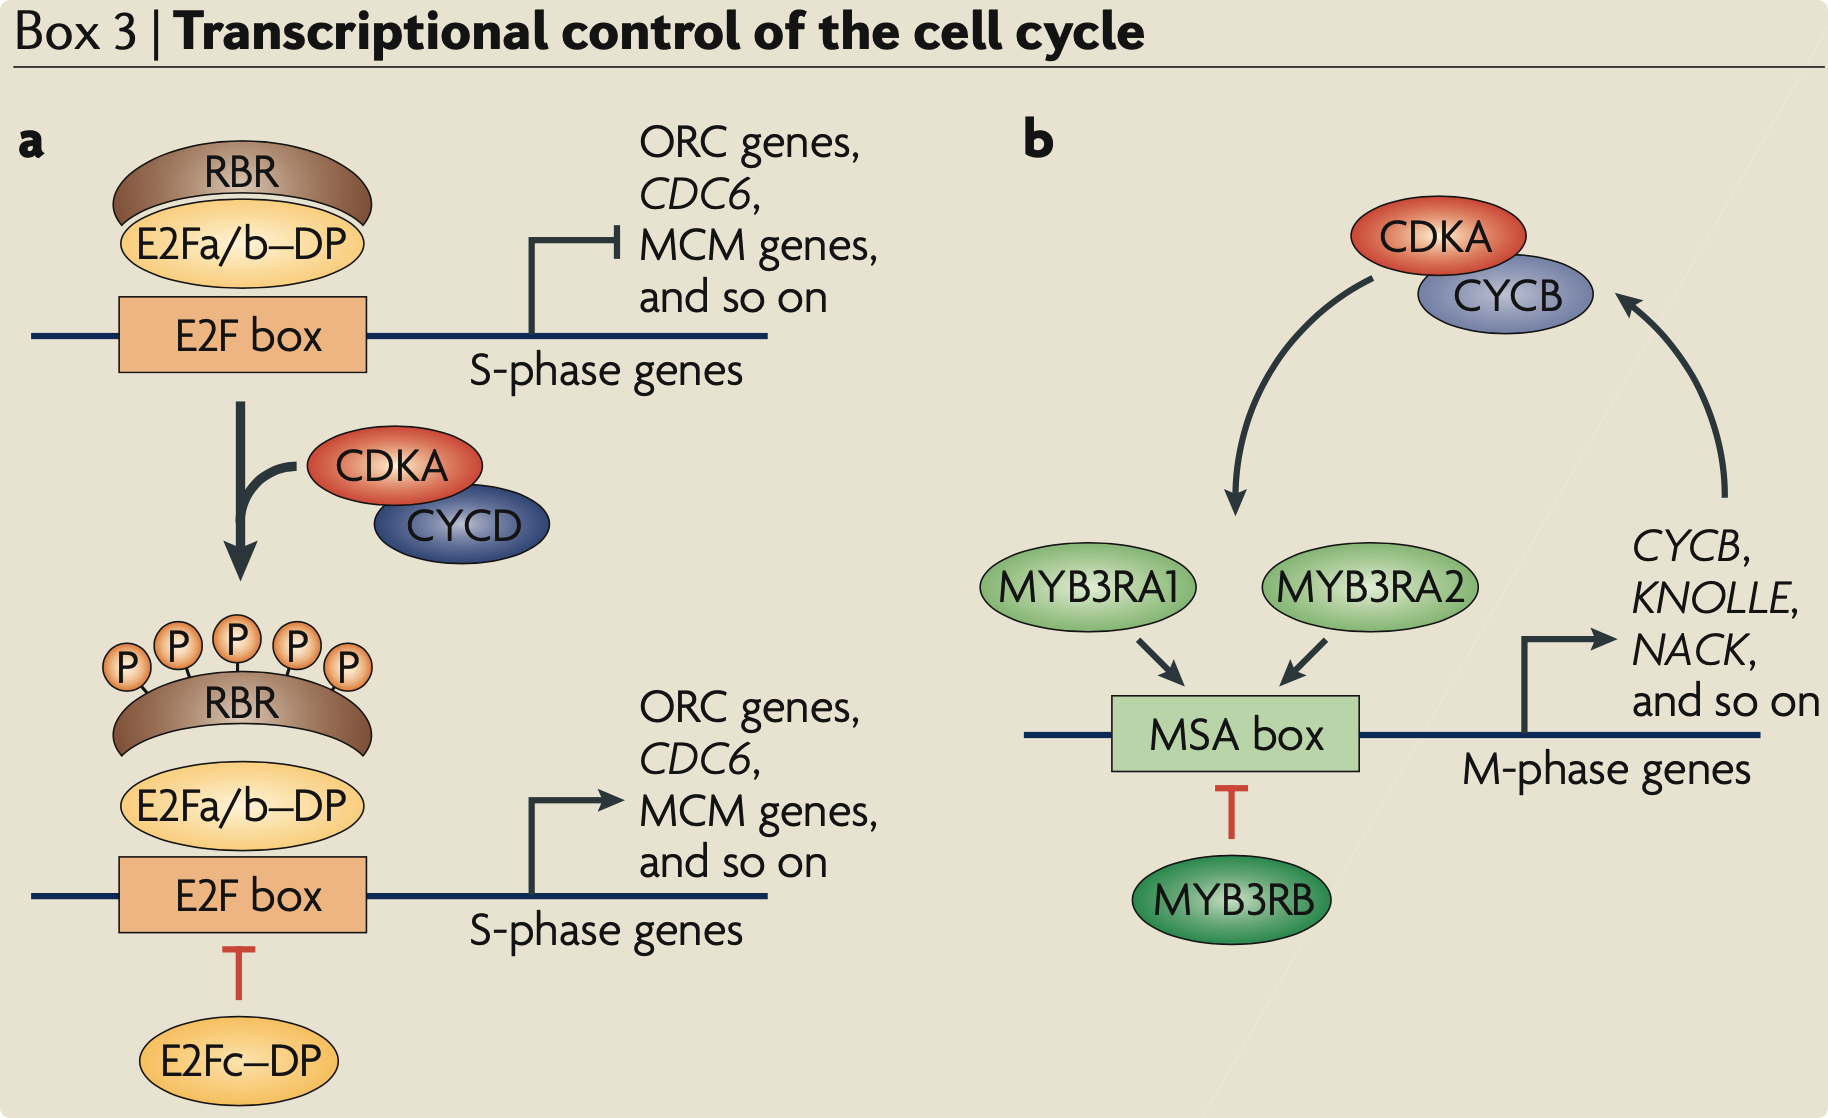 Box 3 | Transcriptional control of the cell cycle
a
RBR
E2Fa/b–DP
E2F box
ORC genes,
CDC6,
MCM genes,
and so on
S-phase genes
CDKA
CYCD
P
P
P
P
P
RBR
E2Fa/b–DP
E2F box
ORC genes,
CDC6,
MCM genes,
and so on
S-phase genes
E2Fc–DP
b
CDKA
CYCB
MYB3RA1
MYB3RA2
MSA box
CYCB,
KNOLLE,
NACK,
and so on
M-phase genes
MYB3RB